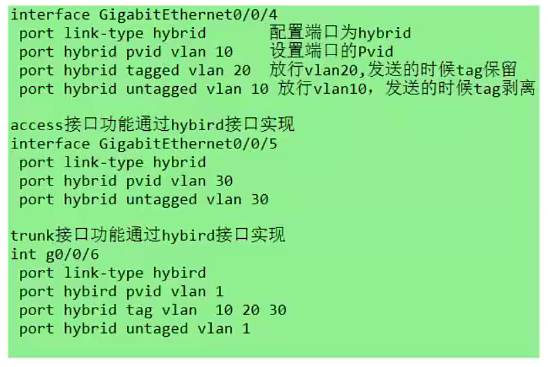 interface GigabitEthernet0/0/4
port link-type hybrid 配置端口为hybrid
port hybrid pvid vlan 10 设置端口的Pvid
port hybrid tagged vlan 20 放行vlan20,发送的时候tag保留
port hybrid untagged vlan 10 放行vlan10，发送的时候tag剥离
access接口功能通过hybird接口实现
interface GigabitEthernet0/0/5
port link-type hybrid
port hybrid pvid vlan 30
port hybrid untagged vlan 30
trunk接口功能通过hybird接口实现
int g0/0/6
port link-type hybird
port hybird pvid vlan 1
port hybrid tag vlan 10 20 30
port hybrid untaged vlan 1